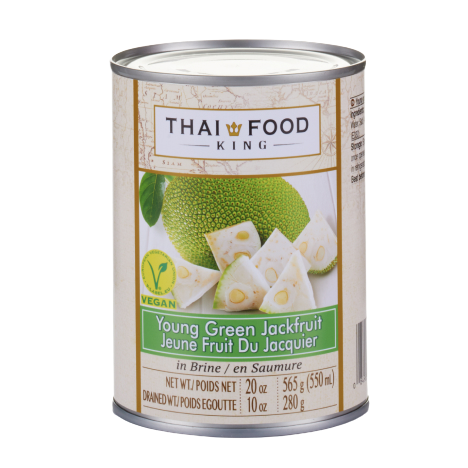 THAI FOOD
KING
VEGAN
Young Green Jackfruit
Jeune Fruit Du Jacquier
in Brine / en Saumure
NET WT./ POIDS NET 20 oz 565 g (550 mL)
DRAINED WT./ POIDS EGOUTTE 10 oz 280 g